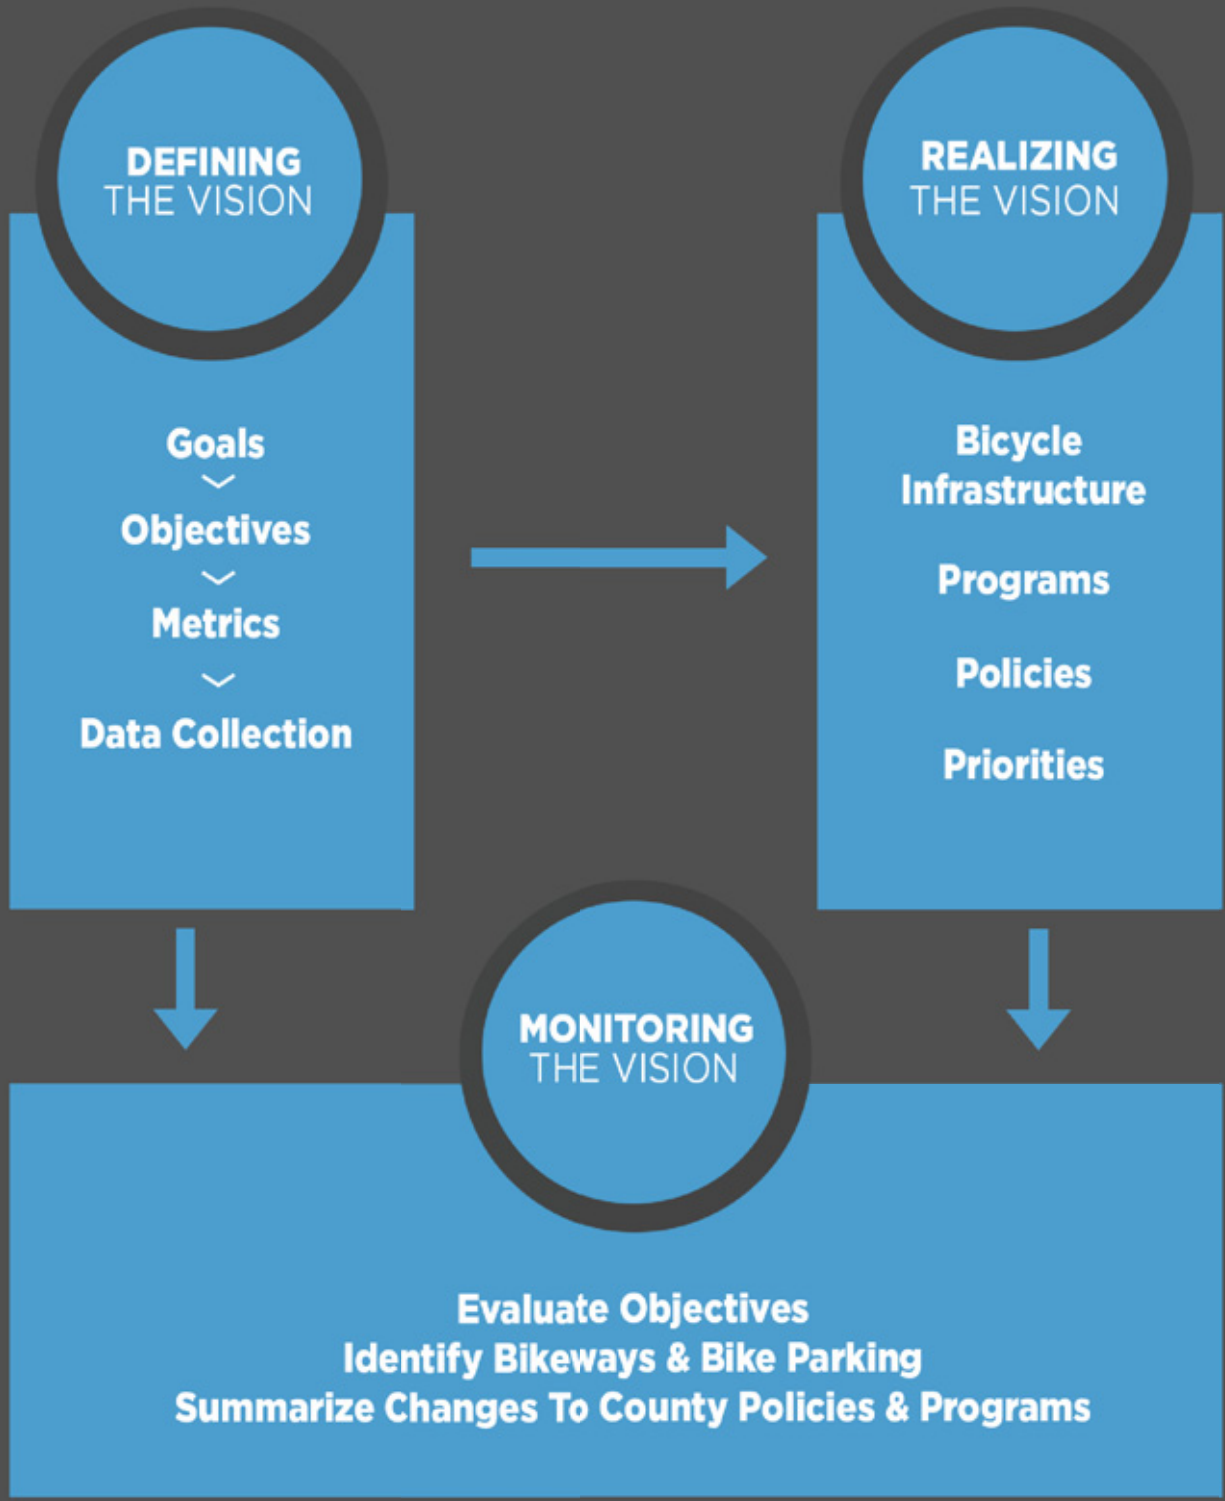 DEFINING
THE VISION
Goals
Objectives
Metrics
Data Collection
REALIZING
THE VISION
Bicycle
Infrastructure
Programs
Policies
Priorities
MONITORING
THE VISION
Evaluate Objectives
Identify Bikeways & Bike Parking
Summarize Changes To County Policies & Programs